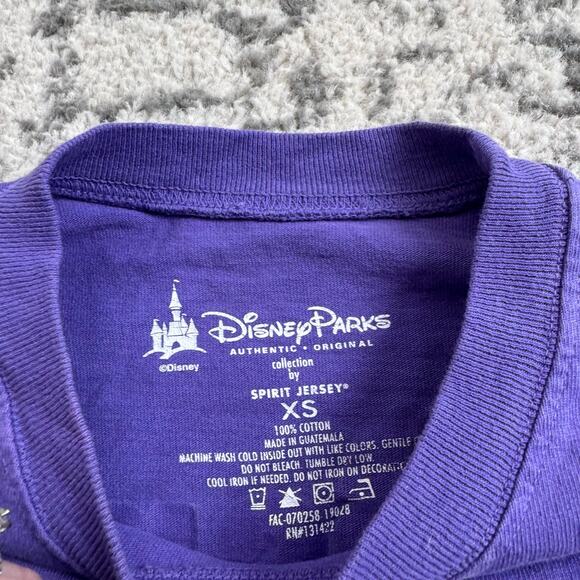 Disney Parks
AUTHENTIC • ORIGINAL
©Disney
collection
by
SPIRIT JERSEY®
XS
100% COTTON
MADE IN GUATEMALA
MACHINE WASH COLD INSIDE OUT WITH LIKE COLORS. GENTLE
DO NOT BLEACH. TUMBLE DRY LOW.
COOL IRON IF NEEDED. DO NOT IRON ON
FAC-070258 19028
RN#131422